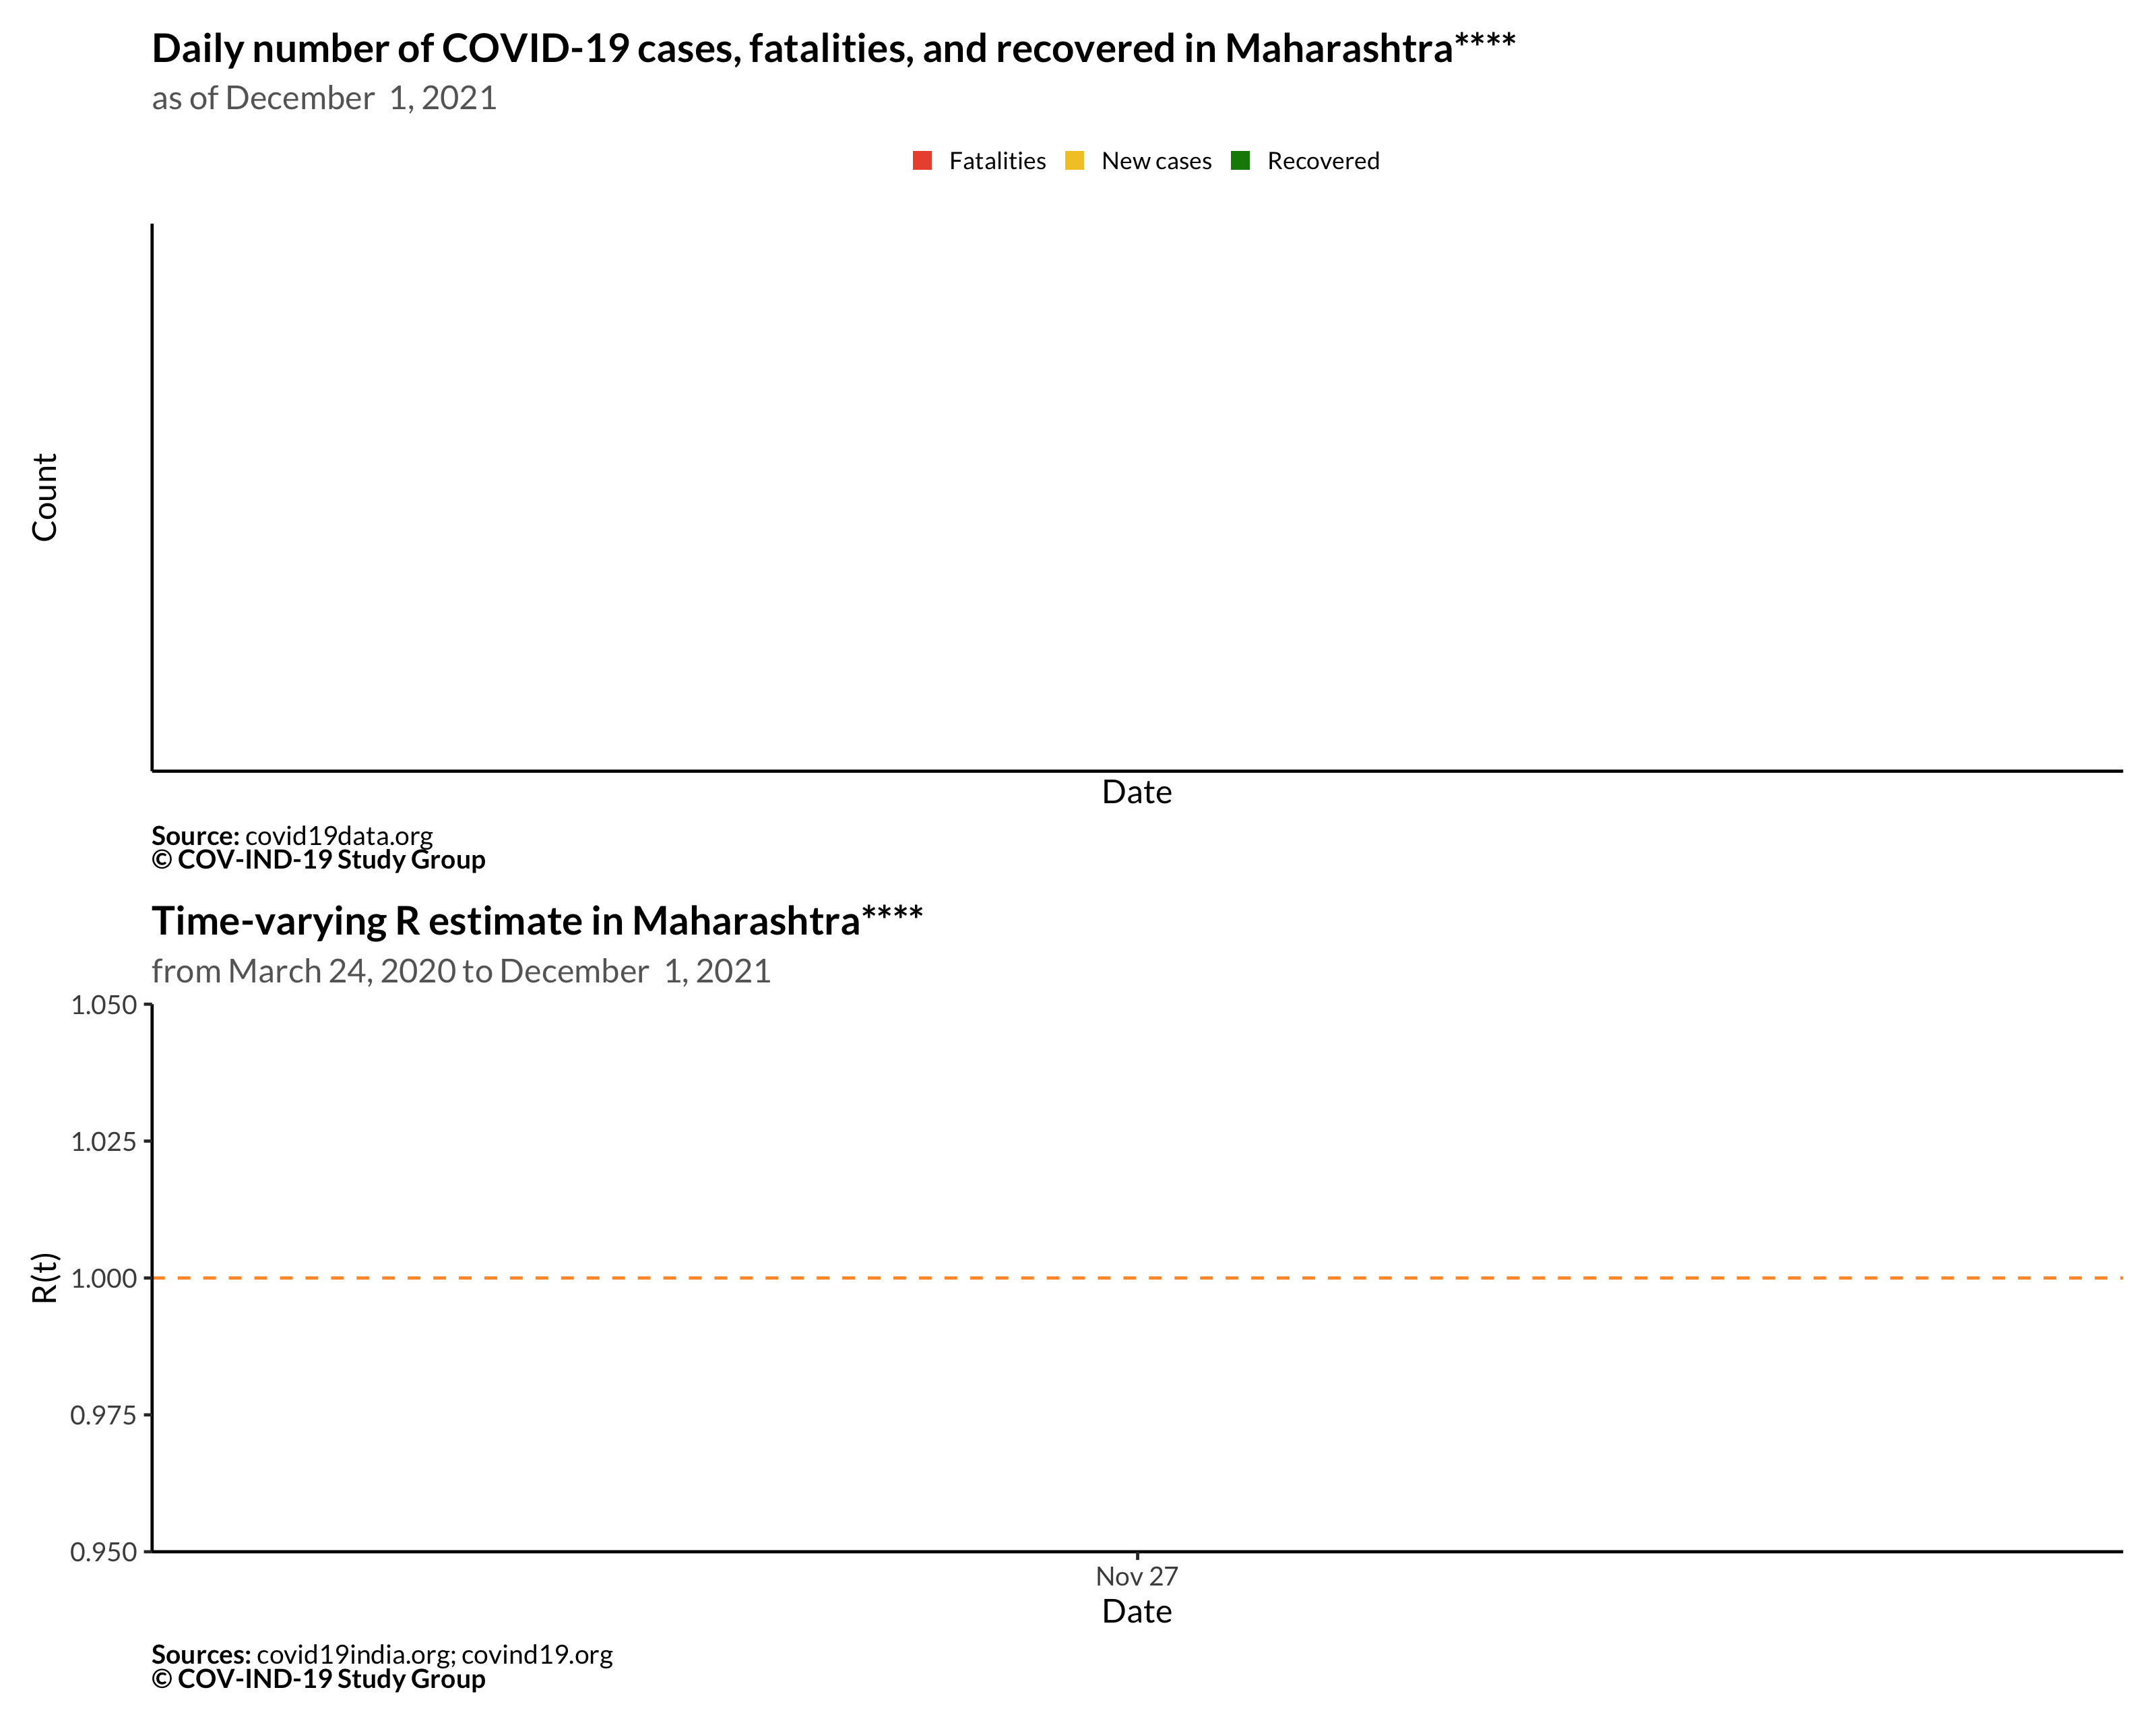 Daily number of COVID-19 cases, fatalities, and recovered in Maharashtra****
as of December  1, 2021
Fatalities New cases Recovered
Count
Date
Source: covid19data.org
© COV-IND-19 Study Group
Time-varying R estimate in Maharashtra****
from March 24, 2020 to December  1, 2021
1.050
1.025
R(t)
1.000
0.975
0.950
Nov 27
Date
Sources: covid19india.org; covind19.org
© COV-IND-19 Study Group